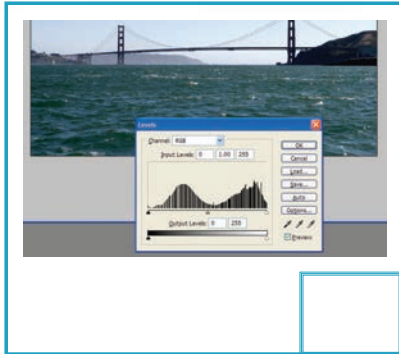 Levels
Channel: RGB
OK
Input Levels: 0 1.00 255
Cancel
Load...
Save...
Auto
Options...
Output Levels: 0 255
Preview